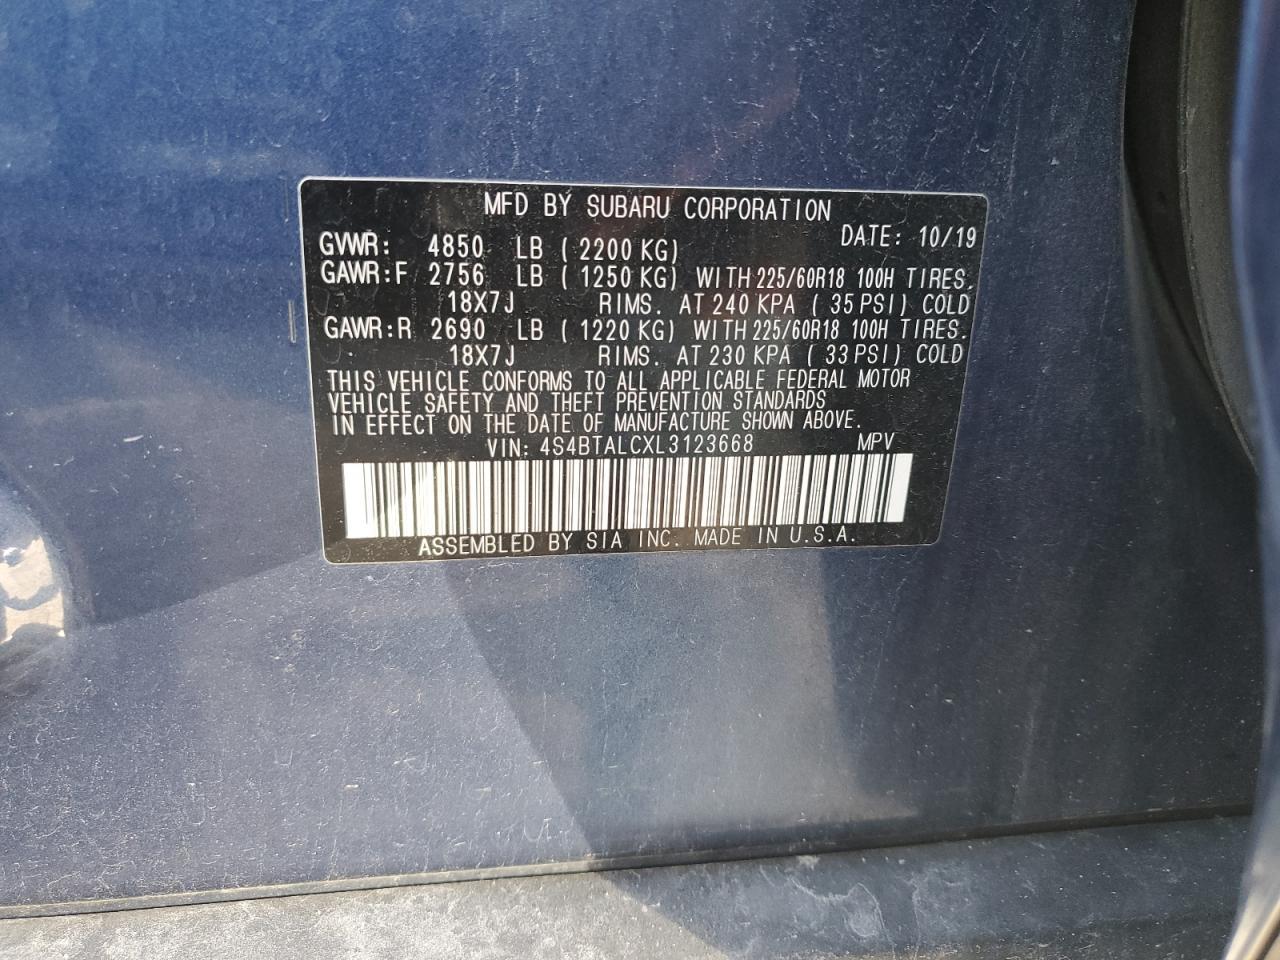 MFD BY SUBARU CORPORATION
DATE: 10/19
GVWR: 4850 LB ( 2200 KG)
GAWR:F 2756 LB ( 1250 KG) WITH 225/60R18 100H TIRES.
18X7J RIMS. AT 240 KPA ( 35 PSI) COLD
GAWR:R 2690 LB ( 1220 KG) WITH 225/60R18 100H TIRES.
18X7J RIMS. AT 230 KPA ( 33 PSI) COLD
THIS VEHICLE CONFORMS TO ALL APPLICABLE FEDERAL MOTOR
VEHICLE SAFETY AND THEFT PREVENTION STANDARDS
IN EFFECT ON THE DATE OF MANUFACTURE SHOWN ABOVE.
VIN: 4S4BTALCXL3123668 MPV
ASSEMBLED BY SIA INC. MADE IN U.S.A.